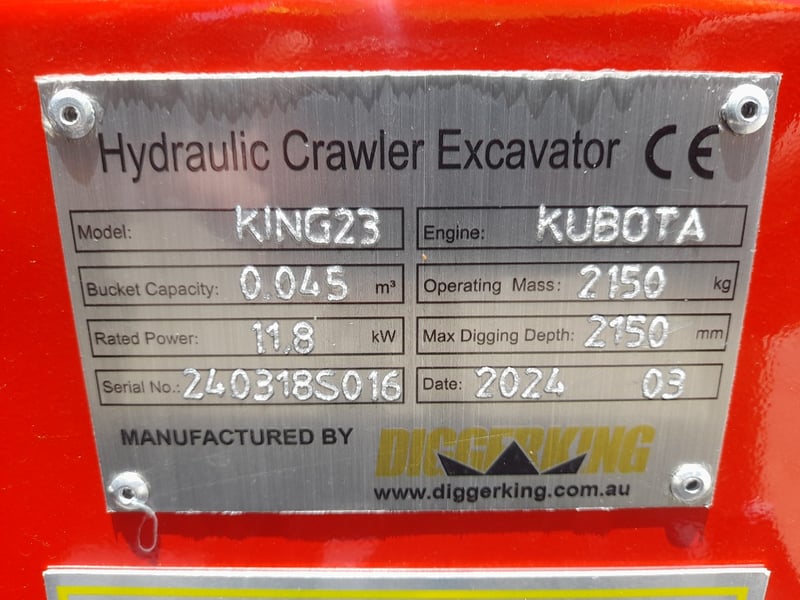 Hydraulic Crawler Excavator CE
Model: KING23 Engine: KUBOTA
Bucket Capacity: 0.045 m³ Operating Mass: 2150 kg
Rated Power: 11.8 kW Max Digging Depth: 2150 mm
Serial No.: 240318S016 Date: 2024 03
MANUFACTURED BY DIGGERKING
www.diggerking.com.au